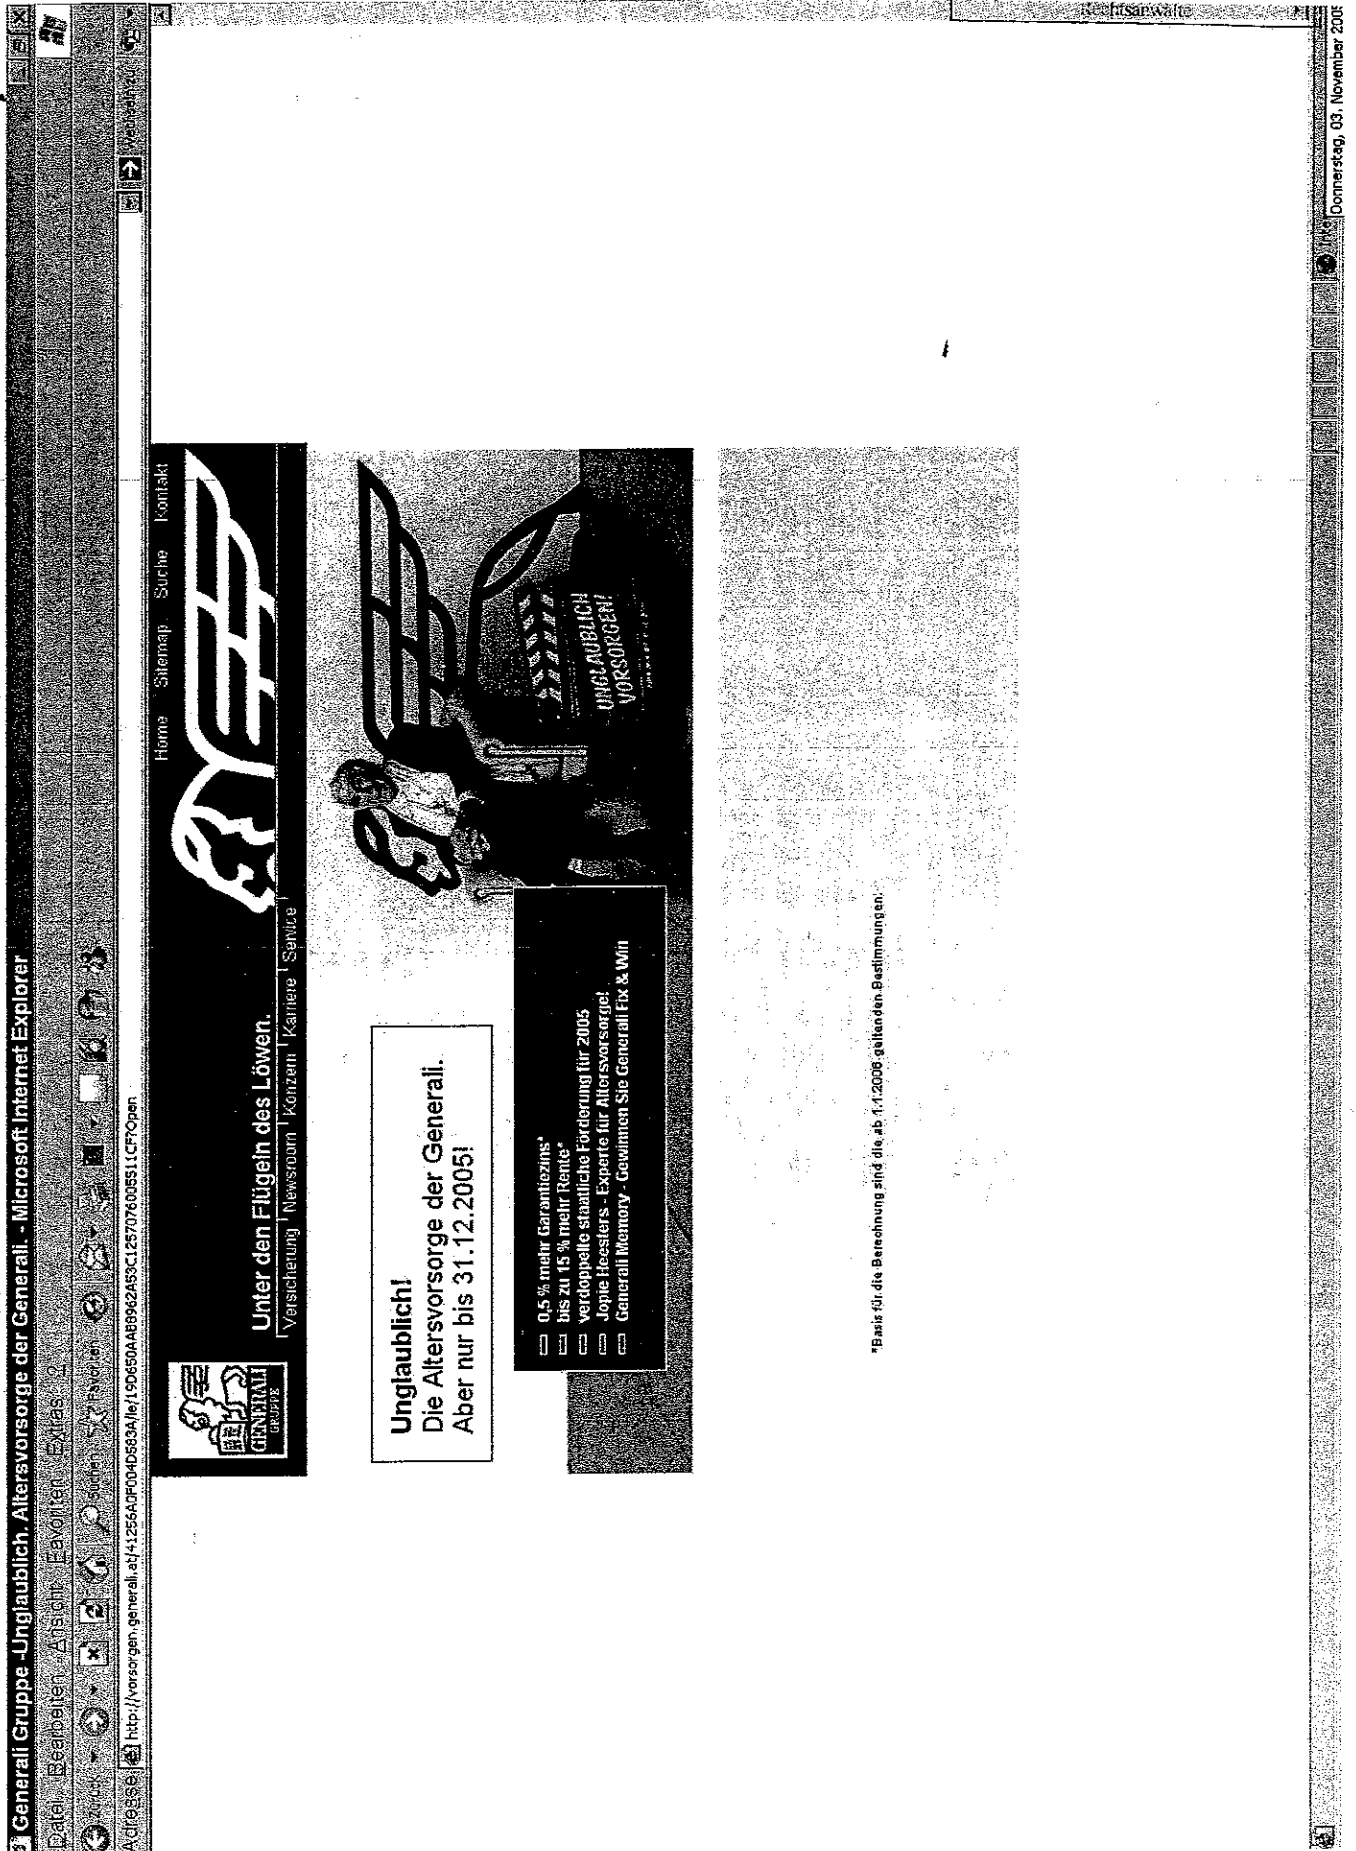 Generali Gruppe -Unglaublich. Altersvorsorge der Generali. - Microsoft Internet Explorer
Datei Bearbeiten Ansicht Favoriten Extras ?
Zurück Suchen Favoriten
Adresse http://vorsorgen.generali.at/41256A0F004D583A/le/19D650AAB8962A53C1257076005511CF?Open Wechseln zu
Home Sitemap Suche Kontakt
GENERALI
GRUPPE
Unter den Flügeln des Löwen.
Versicherung Newsroom Konzern Karriere Service
Unglaublich!
Die Altersvorsorge der Generali.
Aber nur bis 31.12.2005!
0,5 % mehr Garantiezins*
bis zu 15 % mehr Rente*
verdoppelte staatliche Förderung für 2005
Jopie Heesters - Experte für Altersvorsorge!
Generali Memory - Gewinnen Sie Generali Fix & Win
UNGLAUBLICH
VORSORGEN!
*Basis für die Berechnung sind die ab 1.1.2006 geltenden Bestimmungen.
Rechtsanwälte
Donnerstag, 03. November 2005